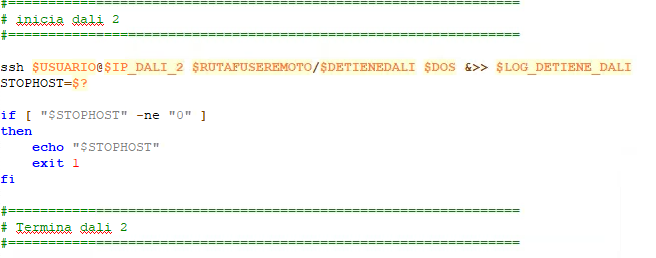 #================================================================
# inicia dali 2
#================================================================
ssh $USUARIO@$IP_DALI_2 $RUTAFUSEREMOTO/$DETIENEDALI $DOS &>> $LOG_DETIENE_DALI
STOPHOST=$?
if [ "$STOPHOST" -ne "0" ]
then
    echo "$STOPHOST"
    exit 1
fi
#================================================================
# Termina dali 2
#================================================================